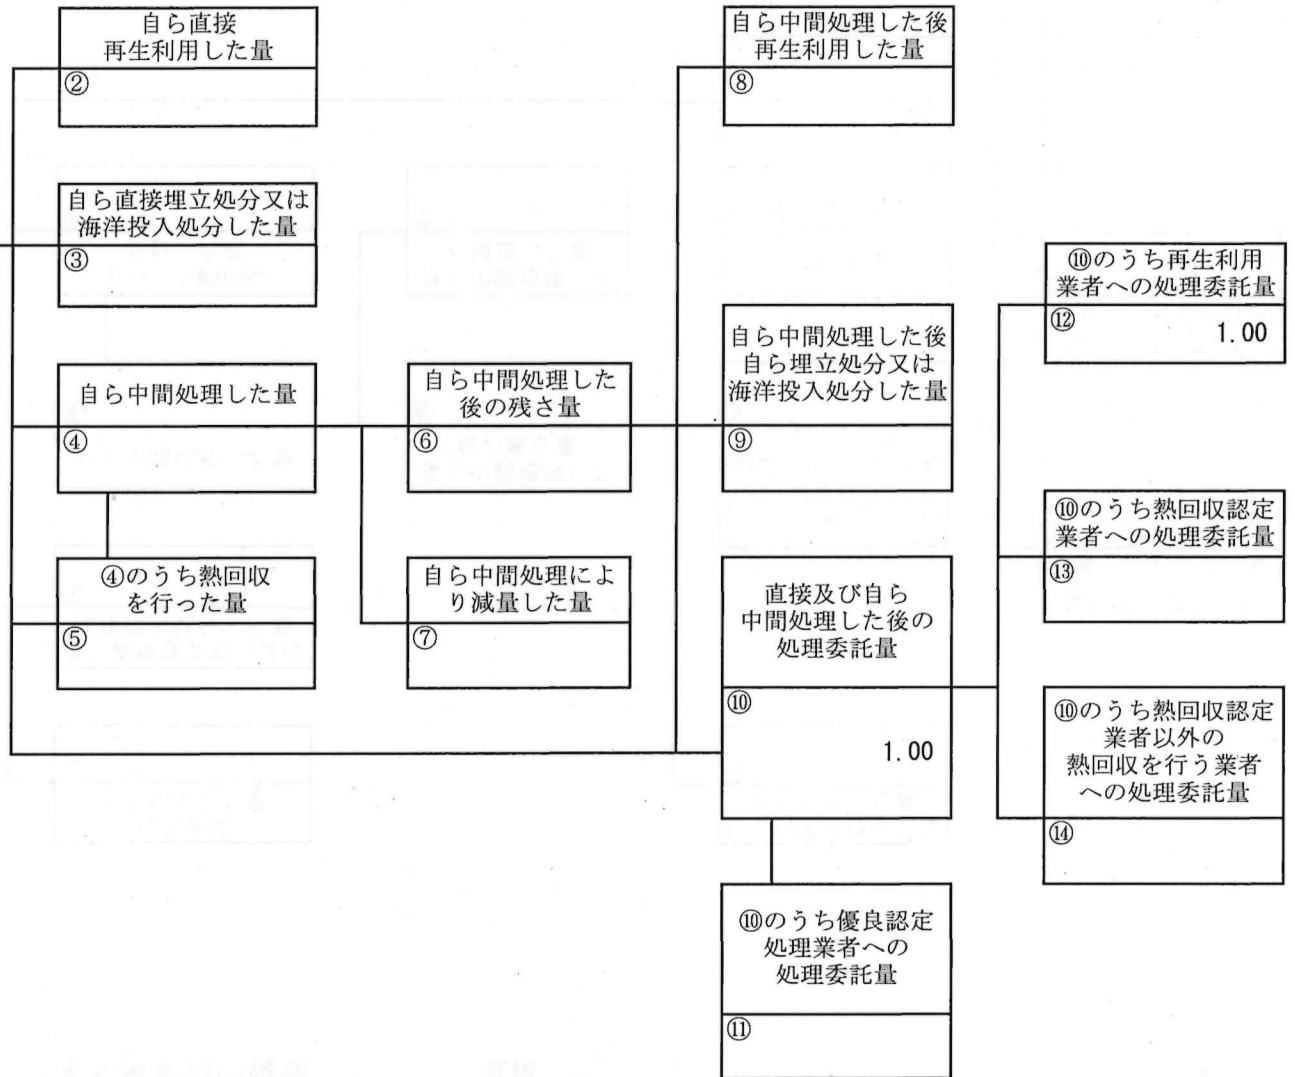 自ら直接
再生利用した量
②
自ら直接埋立処分又は
海洋投入処分した量
③
自ら中間処理した量
④
④のうち熱回収
を行った量
⑤
自ら中間処理した
後の残さ量
⑥
自ら中間処理によ
り減量した量
⑦
自ら中間処理した後
再生利用した量
⑧
自ら中間処理した後
自ら埋立処分又は
海洋投入処分した量
⑨
直接及び自ら
中間処理した後の
処理委託量
⑩
1.00
⑩のうち優良認定
処理業者への
処理委託量
⑪
⑩のうち再生利用
業者への処理委託量
⑫
1.00
⑩のうち熱回収認定
業者への処理委託量
⑬
⑩のうち熱回収認定
業者以外の
熱回収を行う業者
への処理委託量
⑭